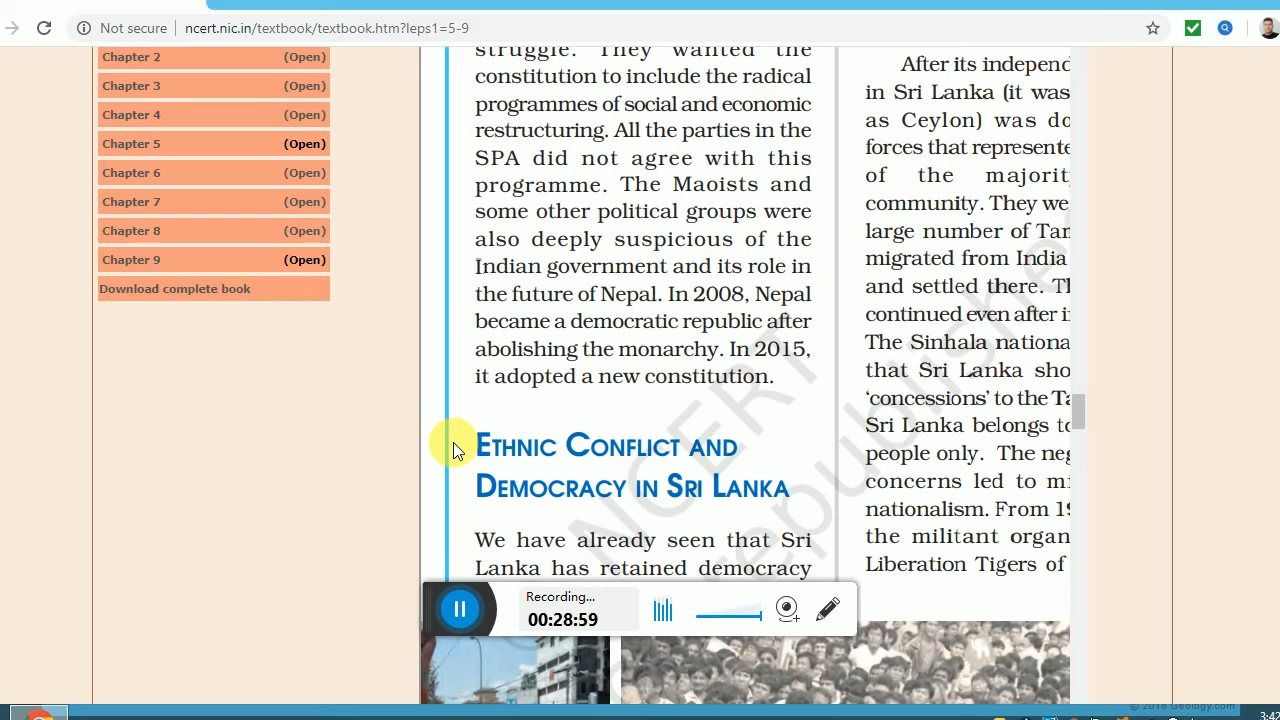 Not secure
ncert.nic.in/textbook/textbook.htm?leps1=5-9
Chapter 2 (Open)
Chapter 3 (Open)
Chapter 4 (Open)
Chapter 5 (Open)
Chapter 6 (Open)
Chapter 7 (Open)
Chapter 8 (Open)
Chapter 9 (Open)
Download complete book
struggle. They wanted the
constitution to include the radical
programmes of social and economic
restructuring. All the parties in the
SPA did not agree with this
programme. The Maoists and
some other political groups were
also deeply suspicious of the
Indian government and its role in
the future of Nepal. In 2008, Nepal
became a democratic republic after
abolishing the monarchy. In 2015,
it adopted a new constitution.
ETHNIC CONFLICT AND
DEMOCRACY IN SRI LANKA
We have already seen that Sri
Lanka has retained democracy
After its independ
in Sri Lanka (it was
as Ceylon) was do
forces that represente
of the majorit
community. They we
large number of Tam
migrated from India
and settled there. Th
continued even after i
The Sinhala nationa
that Sri Lanka sho
'concessions' to the Ta
Sri Lanka belongs to
people only. The neg
concerns led to mi
nationalism. From 19
the militant organ
Liberation Tigers of
NCERT
republishe
Recording...
00:28:59
© 2018 Geology.com
3:42